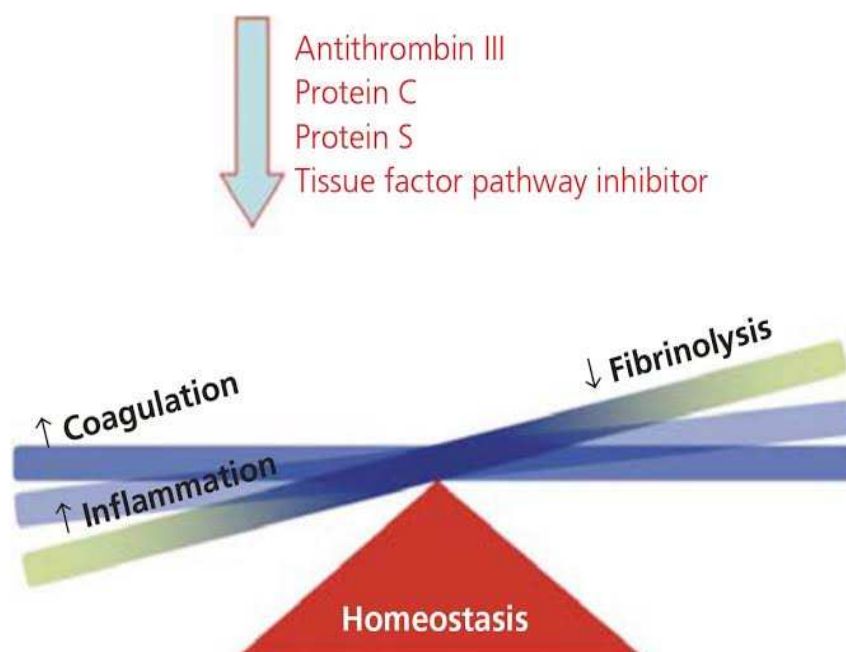 Antithrombin III
Protein C
Protein S
Tissue factor pathway inhibitor
↓ Fibrinolysis
↑ Coagulation
↑ Inflammation
Homeostasis